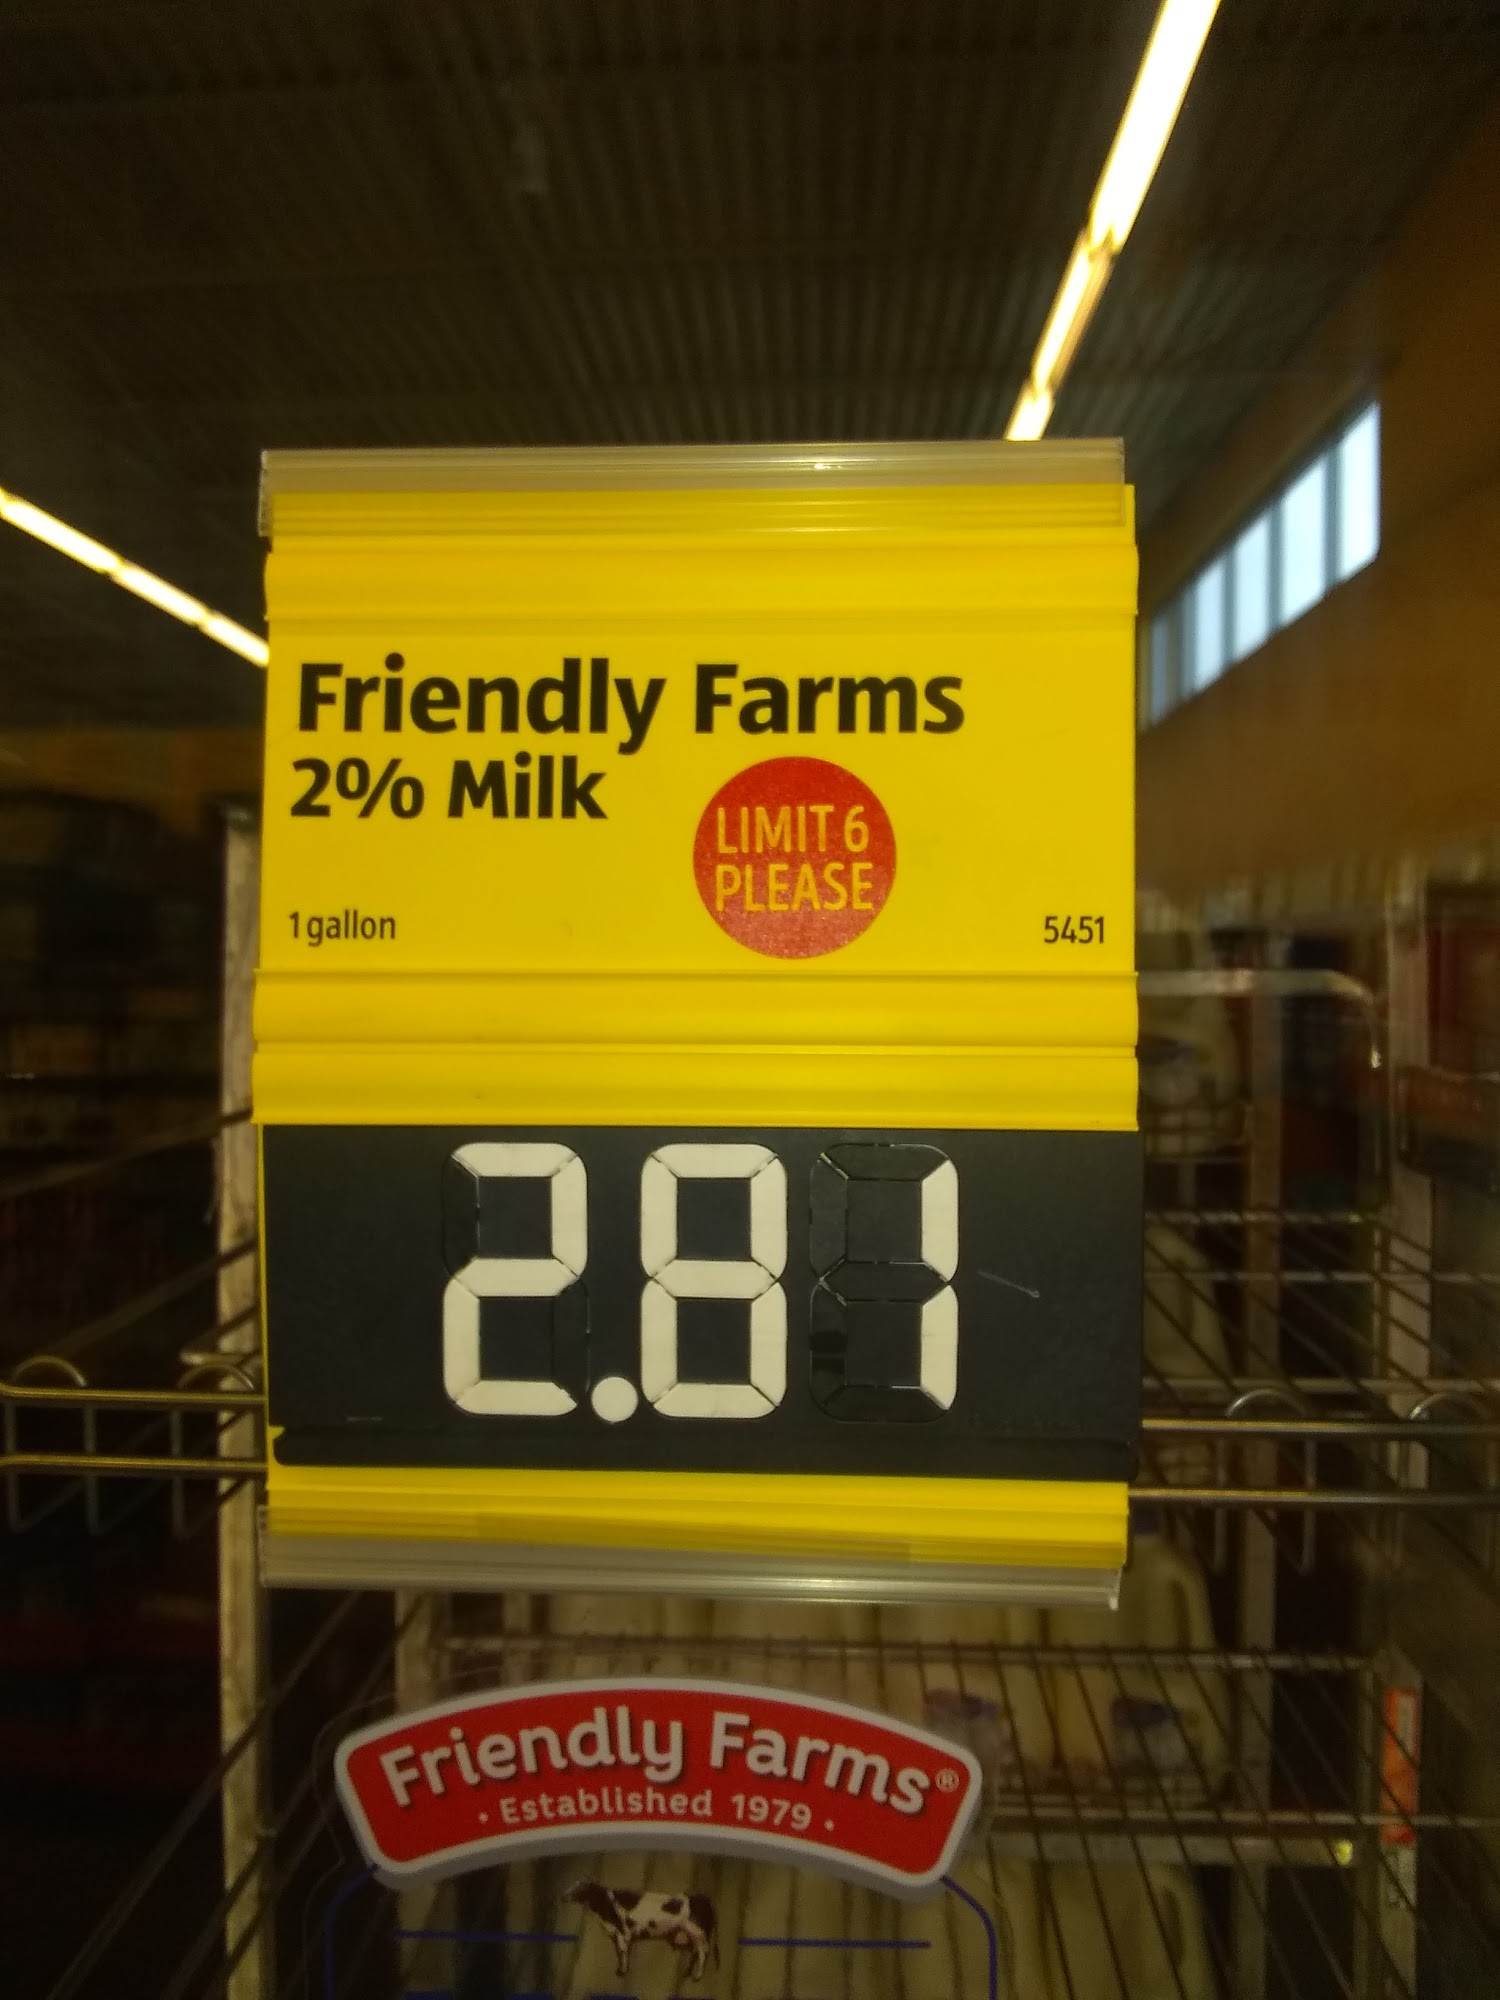 Friendly Farms
2% Milk
LIMIT 6
PLEASE
1 gallon
5451
2.81
Friendly Farms®
· Established 1979 ·